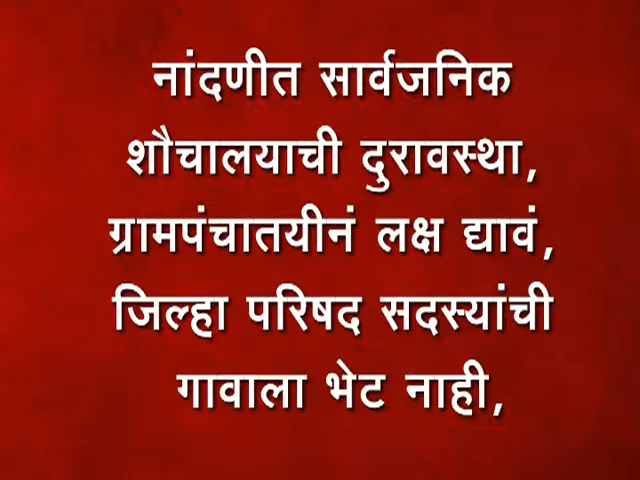 नांदणीत सार्वजनिक
शौचालयाची दुरावस्था,
ग्रामपंचातयीनं लक्ष द्यावं,
जिल्हा परिषद सदस्यांची
गावाला भेट नाही,